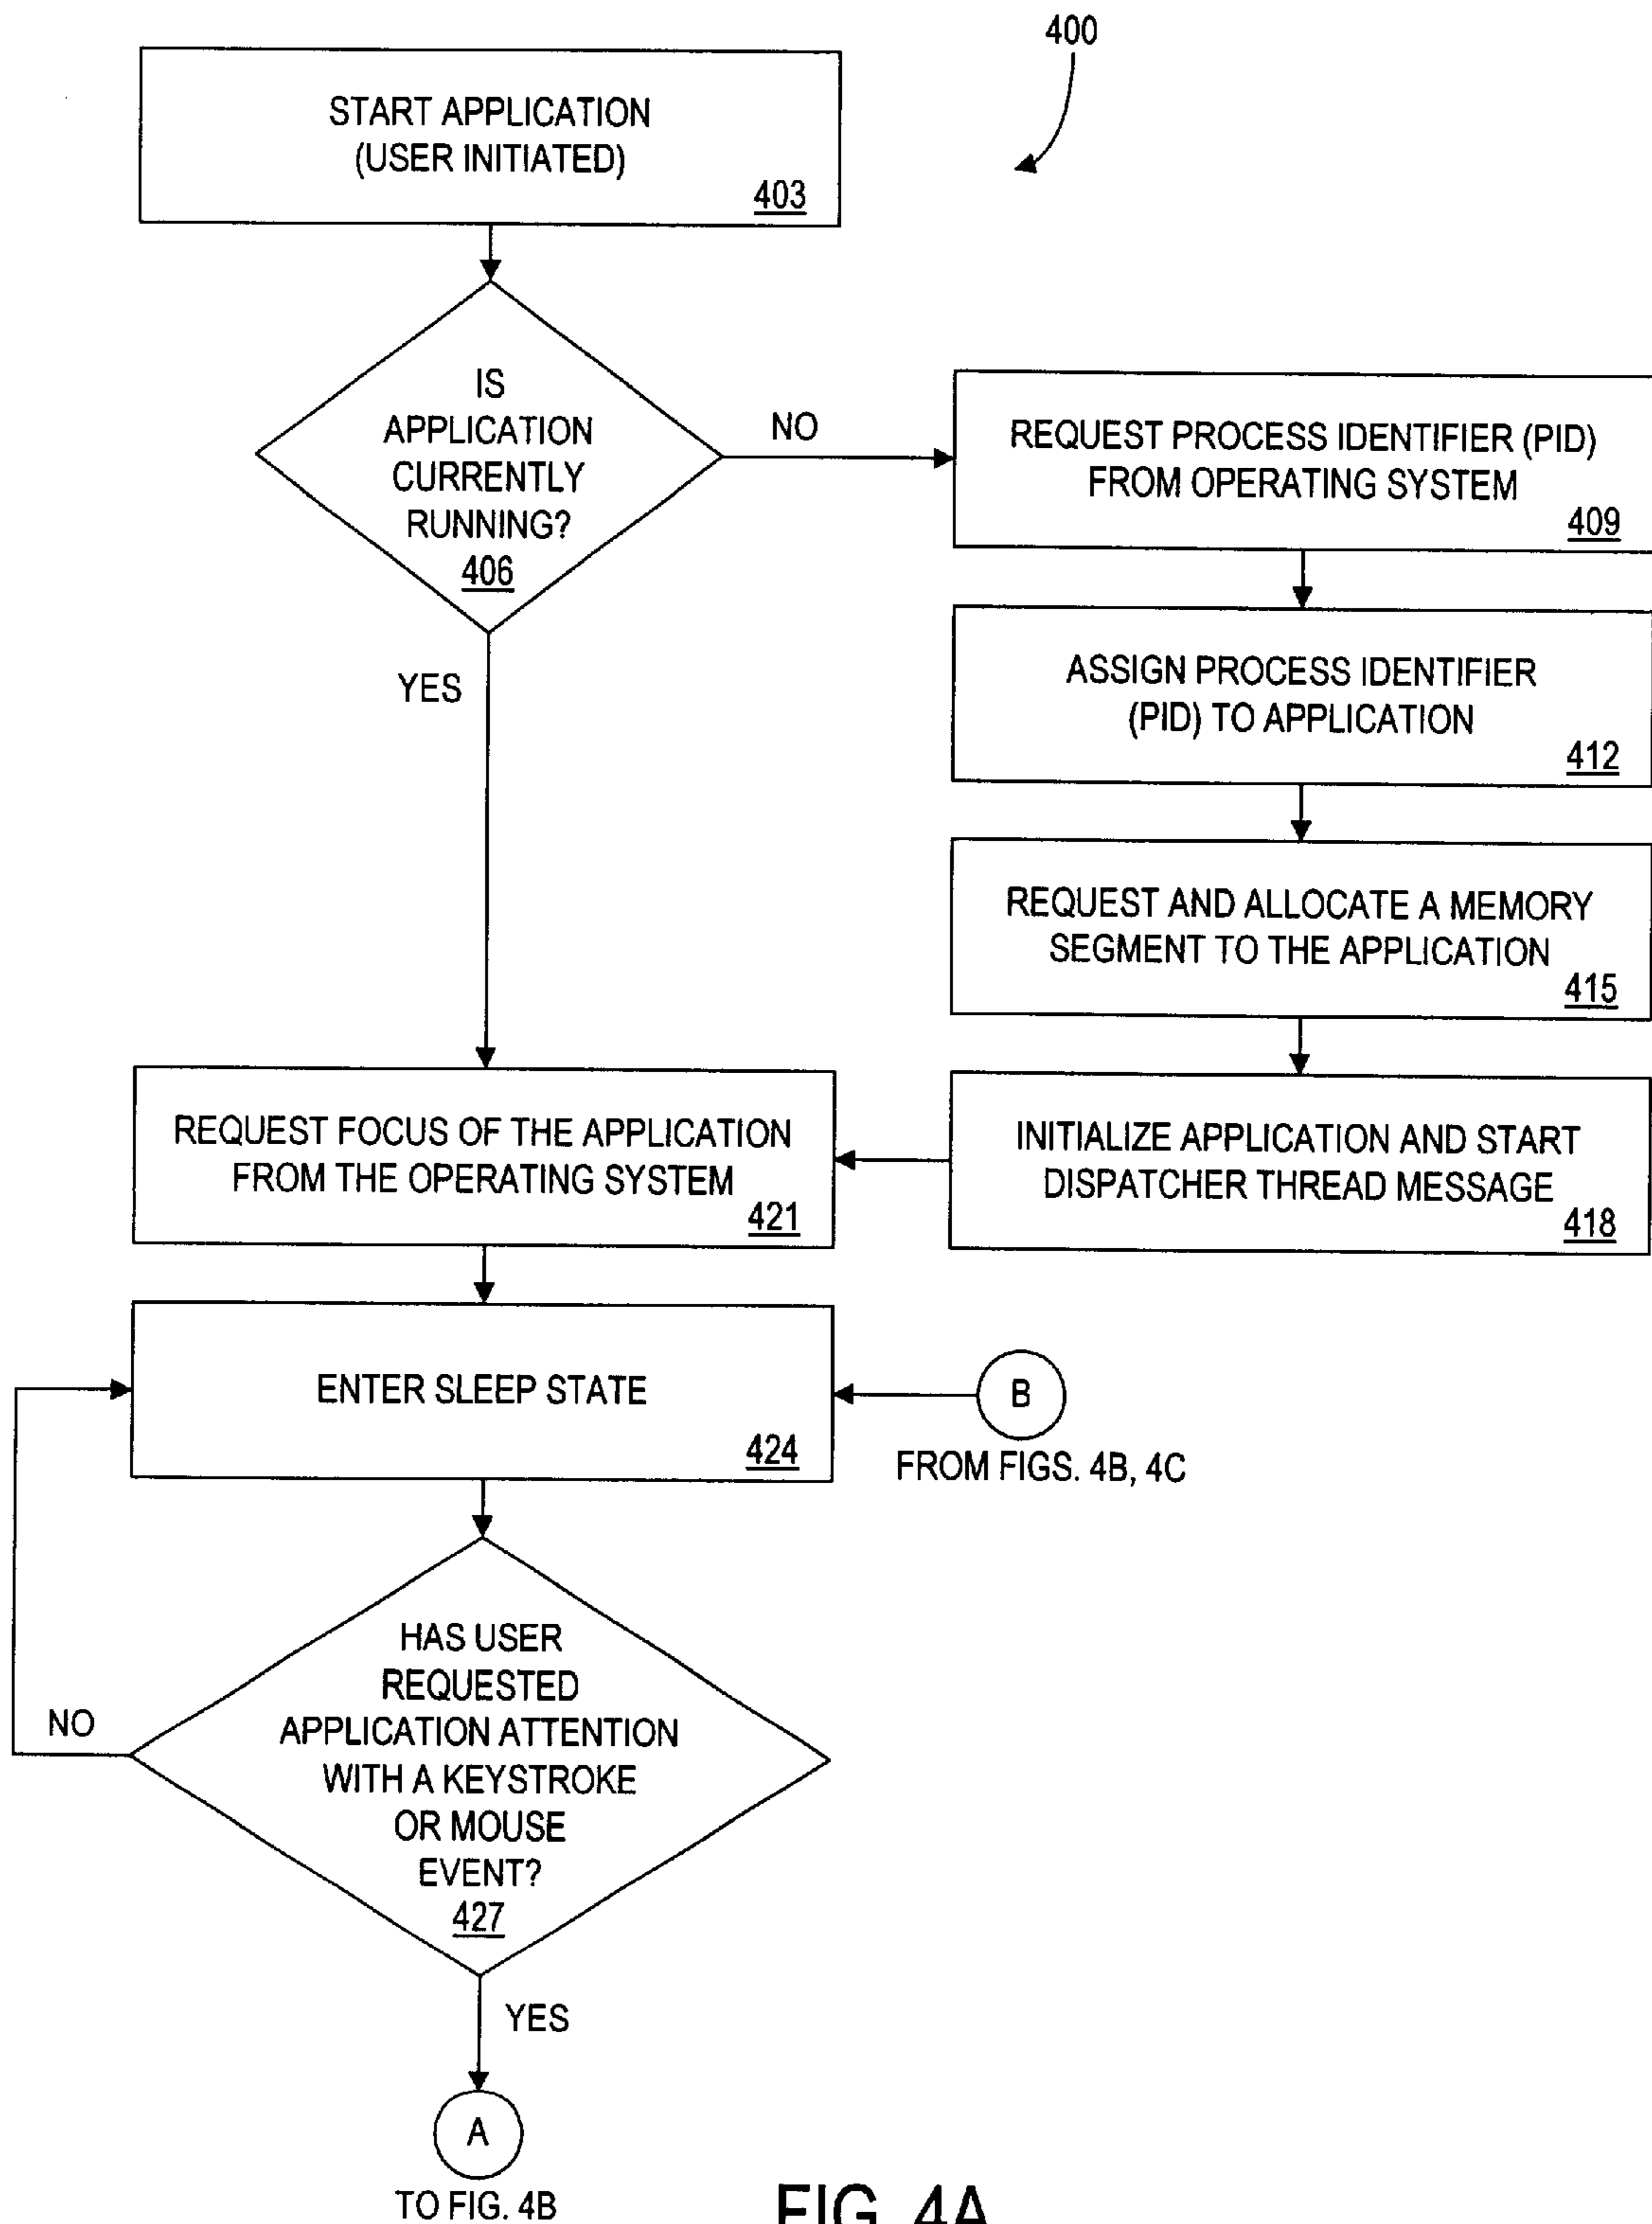 400
START APPLICATION
(USER INITIATED)
403
IS
APPLICATION
CURRENTLY
RUNNING?
406
NO
YES
REQUEST PROCESS IDENTIFIER (PID)
FROM OPERATING SYSTEM
409
ASSIGN PROCESS IDENTIFIER
(PID) TO APPLICATION
412
REQUEST AND ALLOCATE A MEMORY
SEGMENT TO THE APPLICATION
415
INITIALIZE APPLICATION AND START
DISPATCHER THREAD MESSAGE
418
REQUEST FOCUS OF THE APPLICATION
FROM THE OPERATING SYSTEM
421
ENTER SLEEP STATE
424
B
FROM FIGS. 4B, 4C
HAS USER
REQUESTED
APPLICATION ATTENTION
WITH A KEYSTROKE
OR MOUSE
EVENT?
427
NO
YES
A
TO FIG. 4B
FIG. 4A